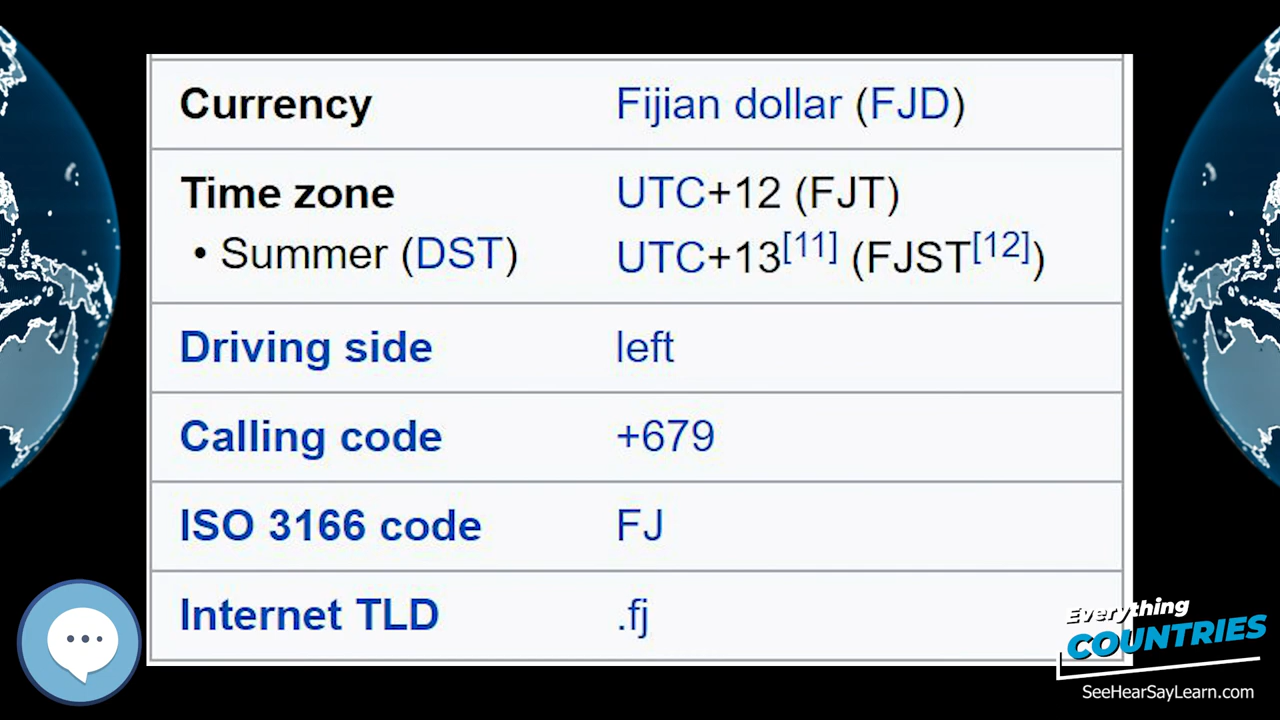 Currency Fijian dollar (FJD)
Time zone UTC+12 (FJT)
• Summer (DST) UTC+13[11] (FJST[12])
Driving side left
Calling code +679
ISO 3166 code FJ
Internet TLD .fj
Everything
COUNTRIES
SeeHearSayLearn.com